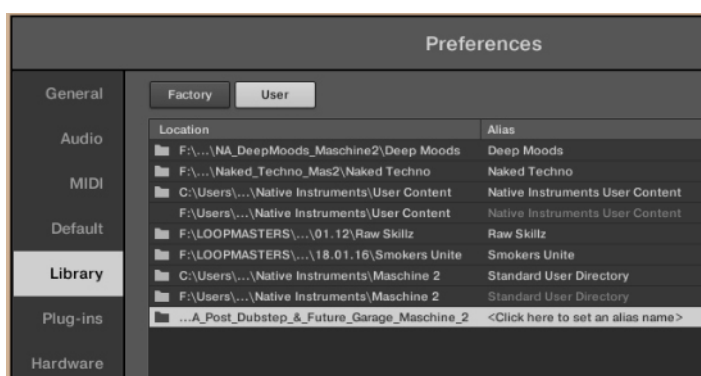 Preferences
General
Audio
MIDI
Default
Library
Plug-ins
Hardware
Factory User
Location Alias
F:\...\NA_DeepMoods_Maschine2\Deep Moods Deep Moods
F:\...\Naked_Techno_Mas2\Naked Techno Naked Techno
C:\Users\...\Native Instruments\User Content Native Instruments User Content
F:\Users\...\Native Instruments\User Content Native Instruments User Content
F:\LOOPMASTERS\...\01.12\Raw Skillz Raw Skillz
F:\LOOPMASTERS\...\18.01.16\Smokers Unite Smokers Unite
C:\Users\...\Native Instruments\Maschine 2 Standard User Directory
F:\Users\...\Native Instruments\Maschine 2 Standard User Directory
...A_Post_Dubstep_&_Future_Garage_Maschine_2 <Click here to set an alias name>